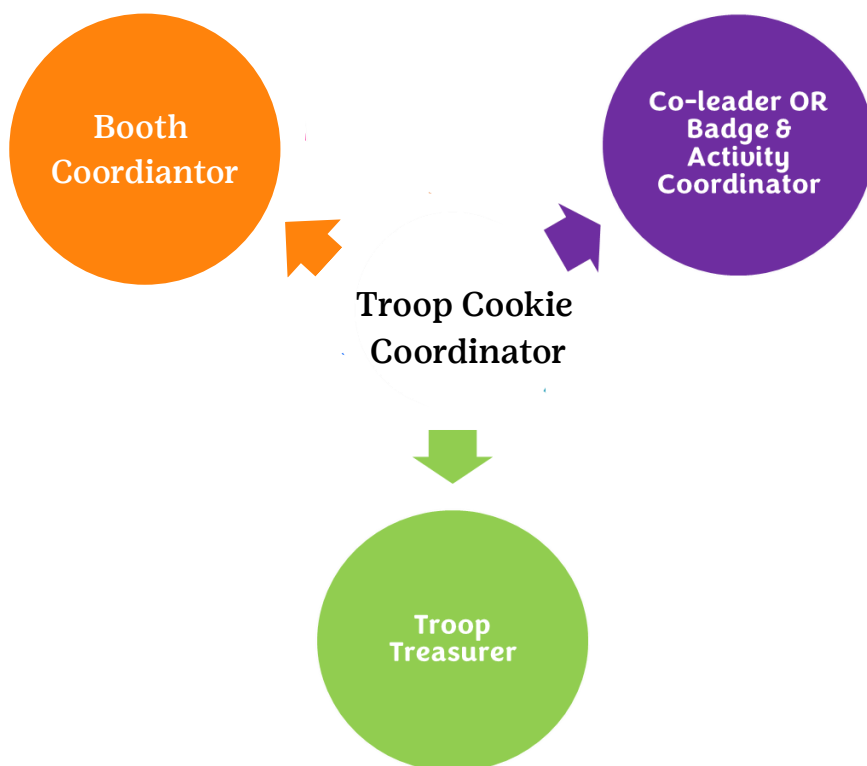 Booth
Coordiantor
Co-leader OR
Badge &
Activity
Coordinator
Troop Cookie
Coordinator
Troop
Treasurer